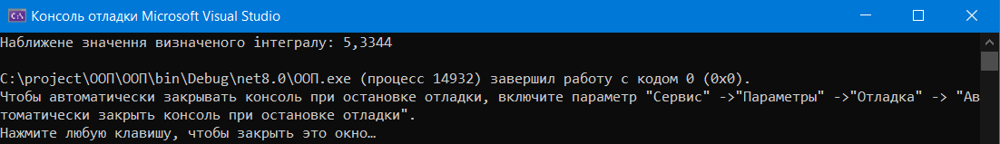 Консоль отладки Microsoft Visual Studio
Наближене значення визначеного інтегралу: 5,3344
C:\project\ООП\ООП\bin\Debug\net8.0\ООП.exe (процесс 14932) завершил работу с кодом 0 (0x0).
Чтобы автоматически закрывать консоль при остановке отладки, включите параметр "Сервис" ->"Параметры" ->"Отладка" -> "Ав
томатически закрыть консоль при остановке отладки".
Нажмите любую клавишу, чтобы закрыть это окно…